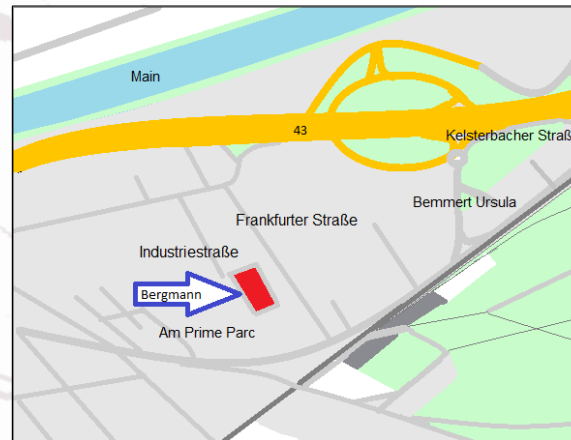 Main
43
Kelsterbacher Straß
Bemmert Ursula
Frankfurter Straße
Industriestraße
Bergmann
Am Prime Parc